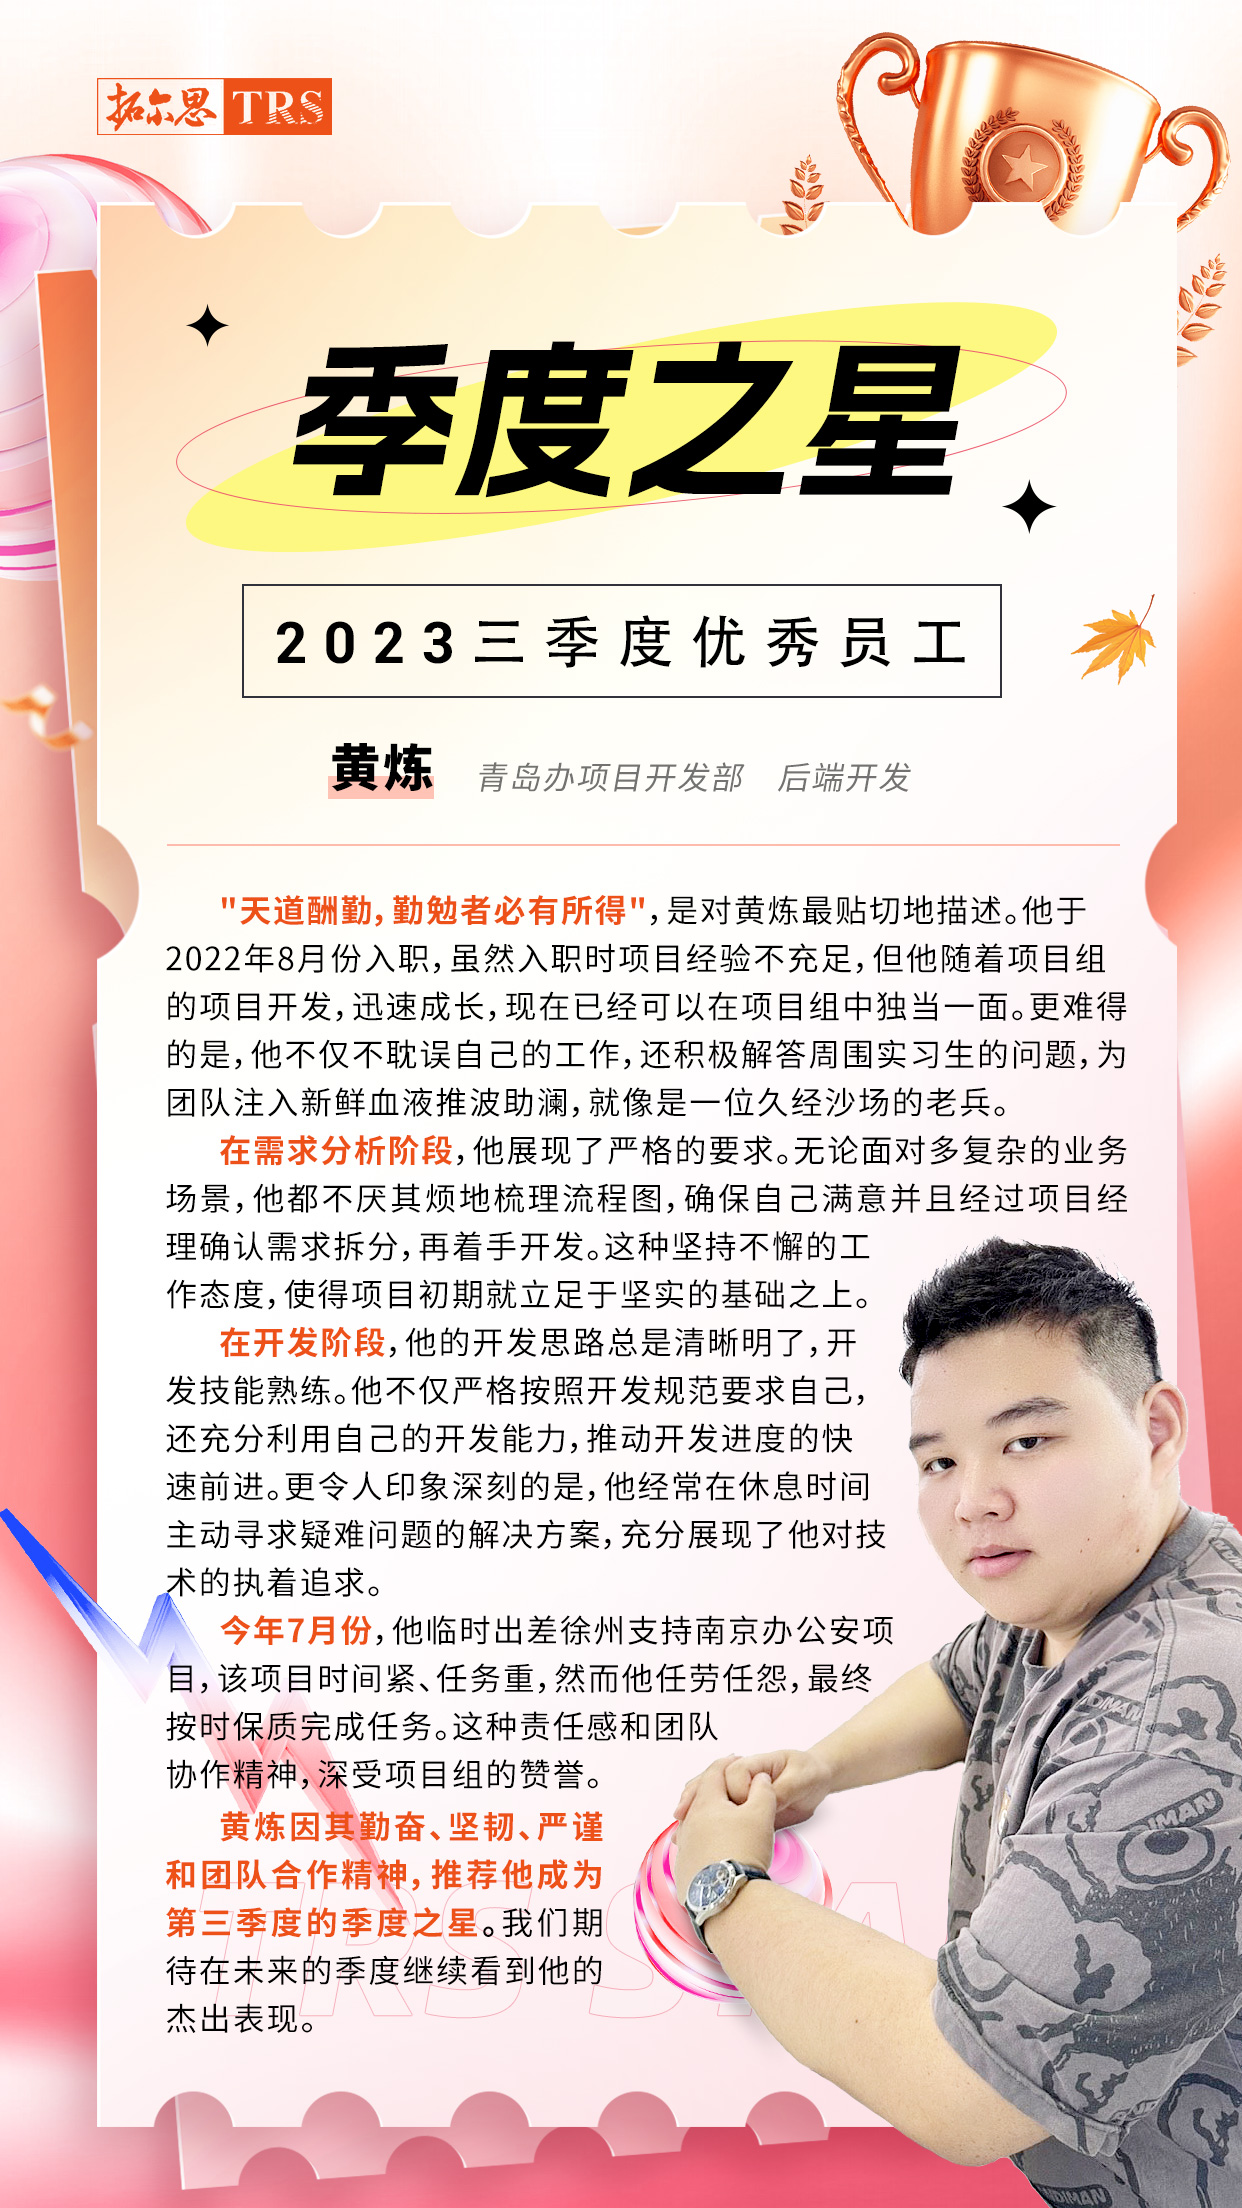 拓尔思 TRS
季度之星
2023三季度优秀员工
黄炼 青岛办项目开发部 后端开发
"天道酬勤，勤勉者必有所得"，是对黄炼最贴切地描述。他于
2022年8月份入职，虽然入职时项目经验不充足，但他随着项目组
的项目开发，迅速成长，现在已经可以在项目组中独当一面。更难得
的是，他不仅不耽误自己的工作，还积极解答周围实习生的问题，为
团队注入新鲜血液推波助澜，就像是一位久经沙场的老兵。
在需求分析阶段，他展现了严格的要求。无论面对多复杂的业务
场景，他都不厌其烦地梳理流程图，确保自己满意并且经过项目经
理确认需求拆分，再着手开发。这种坚持不懈的工
作态度，使得项目初期就立足于坚实的基础之上。
在开发阶段，他的开发思路总是清晰明了，开
发技能熟练。他不仅严格按照开发规范要求自己，
还充分利用自己的开发能力，推动开发进度的快
速前进。更令人印象深刻的是，他经常在休息时间
主动寻求疑难问题的解决方案，充分展现了他对技
术的执着追求。
今年7月份，他临时出差徐州支持南京办公安项
目，该项目时间紧、任务重，然而他任劳任怨，最终
按时保质完成任务。这种责任感和团队
协作精神，深受项目组的赞誉。
黄炼因其勤奋、坚韧、严谨
和团队合作精神，推荐他成为
第三季度的季度之星。我们期
待在未来的季度继续看到他的
杰出表现。
TRS
NDIMAN